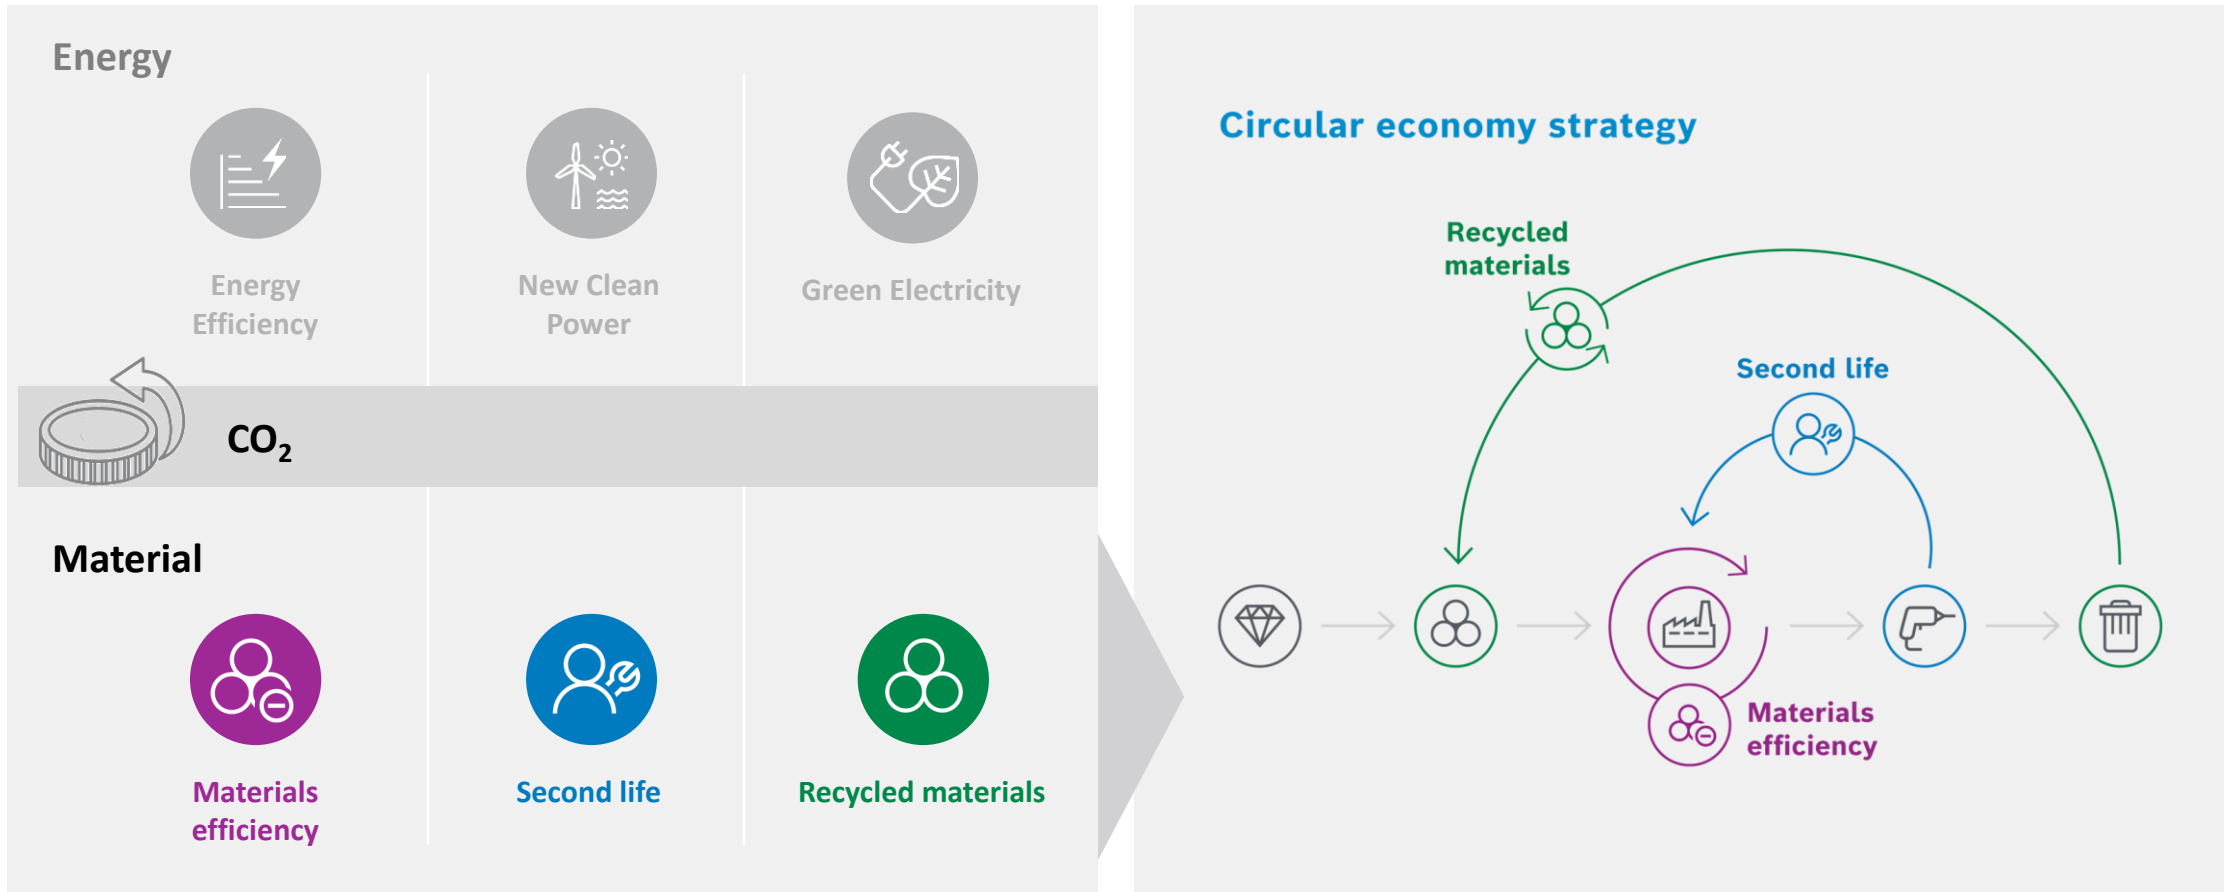 Energy
Energy
Efficiency
New Clean
Power
Green Electricity
CO₂
Material
Materials
efficiency
Second life
Recycled materials
Circular economy strategy
Recycled
materials
Second life
Materials
efficiency